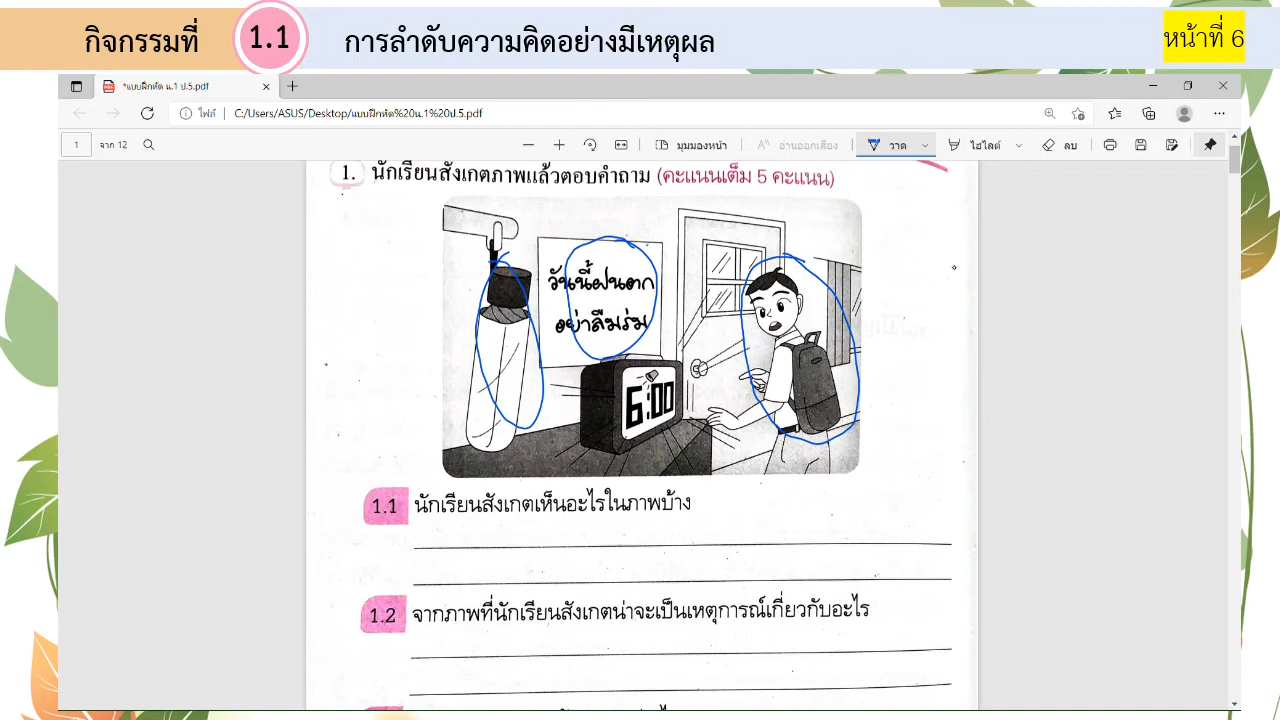 กิจกรรมที่ 1.1 การลำดับความคิดอย่างมีเหตุผล
หน้าที่ 6
*แบบฝึกหัด น.1 ป.5.pdf
ไฟล์ C:/Users/ASUS/Desktop/แบบฝึกหัด%20น.1%20ป.5.pdf
1 จาก 12 มุมมองหน้า อ่านออกเสียง วาด ไฮไลต์ ลบ
1. นักเรียนสังเกตภาพแล้วตอบคำถาม (คะแนนเต็ม 5 คะแนน)
วันนี้ฝนตก
อย่าลืมร่ม
6:00
1.1 นักเรียนสังเกตเห็นอะไรในภาพบ้าง
1.2 จากภาพที่นักเรียนสังเกตน่าจะเป็นเหตุการณ์เกี่ยวกับอะไร